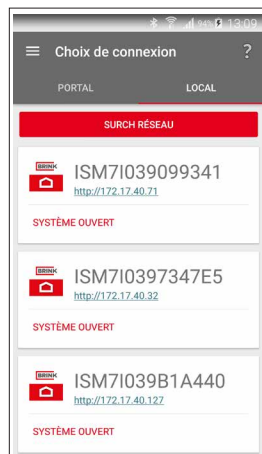 94% 13:09
Choix de connexion ?
PORTAL LOCAL
SURCH RÉSEAU
BRINK
ISM7I039099341
http://172.17.40.71
SYSTÈME OUVERT
BRINK
ISM7I0397347E5
http://172.17.40.32
SYSTÈME OUVERT
BRINK
ISM7I039B1A440
http://172.17.40.127
SYSTÈME OUVERT